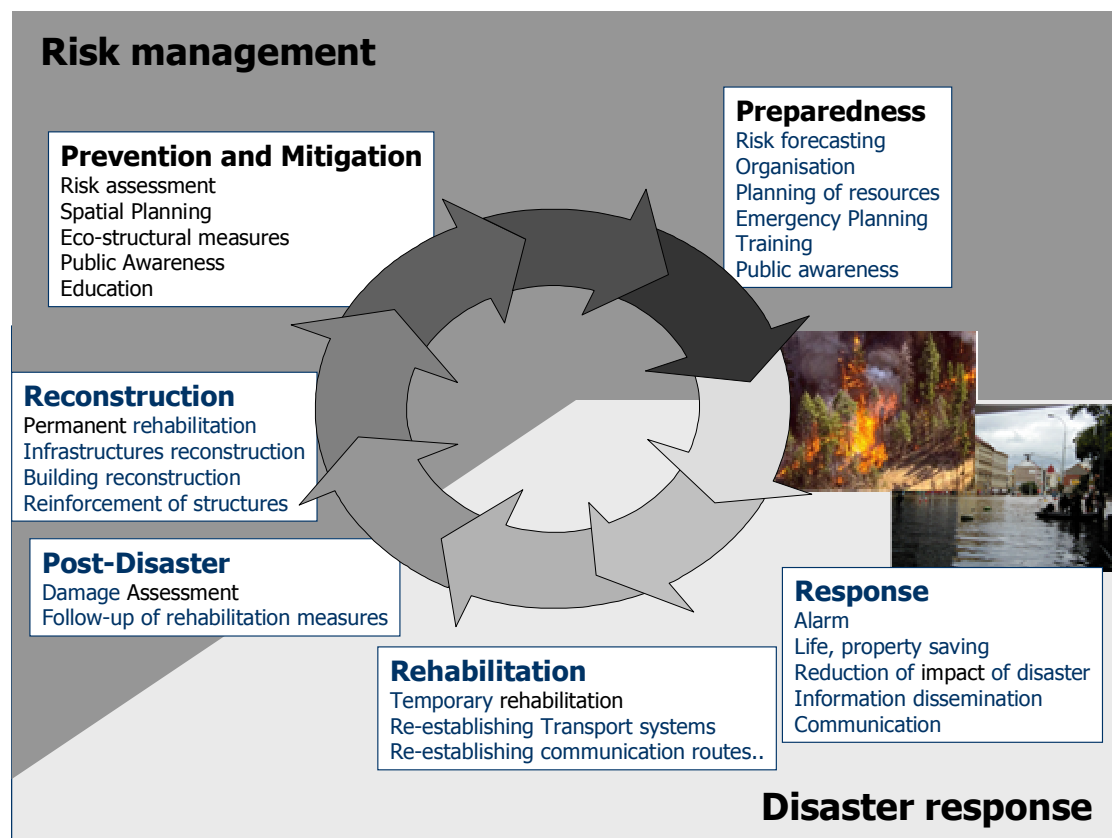 Risk management
Preparedness
Risk forecasting
Organisation
Planning of resources
Emergency Planning
Training
Public awareness
Prevention and Mitigation
Risk assessment
Spatial Planning
Eco-structural measures
Public Awareness
Education
Reconstruction
Permanent rehabilitation
Infrastructures reconstruction
Building reconstruction
Reinforcement of structures
Post-Disaster
Damage Assessment
Follow-up of rehabilitation measures
Rehabilitation
Temporary rehabilitation
Re-establishing Transport systems
Re-establishing communication routes..
Response
Alarm
Life, property saving
Reduction of impact of disaster
Information dissemination
Communication
Disaster response